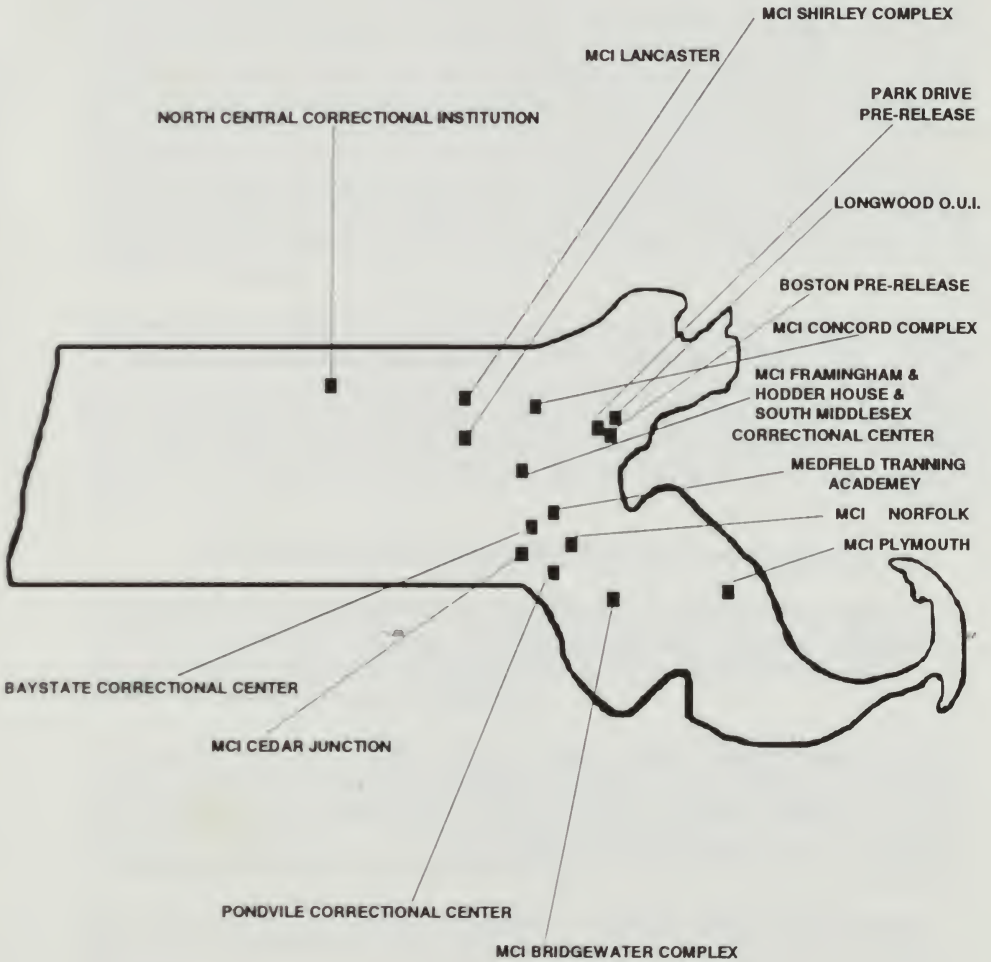 MCI SHIRLEY COMPLEX
MCI LANCASTER
PARK DRIVE
PRE-RELEASE
NORTH CENTRAL CORRECTIONAL INSTITUTION
LONGWOOD O.U.I.
BOSTON PRE-RELEASE
MCI CONCORD COMPLEX
MCI FRAMINGHAM &
HODDER HOUSE &
SOUTH MIDDLESEX
CORRECTIONAL CENTER
MEDFIELD TRANNING
ACADEMEY
MCI NORFOLK
MCI PLYMOUTH
BAYSTATE CORRECTIONAL CENTER
MCI CEDAR JUNCTION
PONDVILE CORRECTIONAL CENTER
MCI BRIDGEWATER COMPLEX